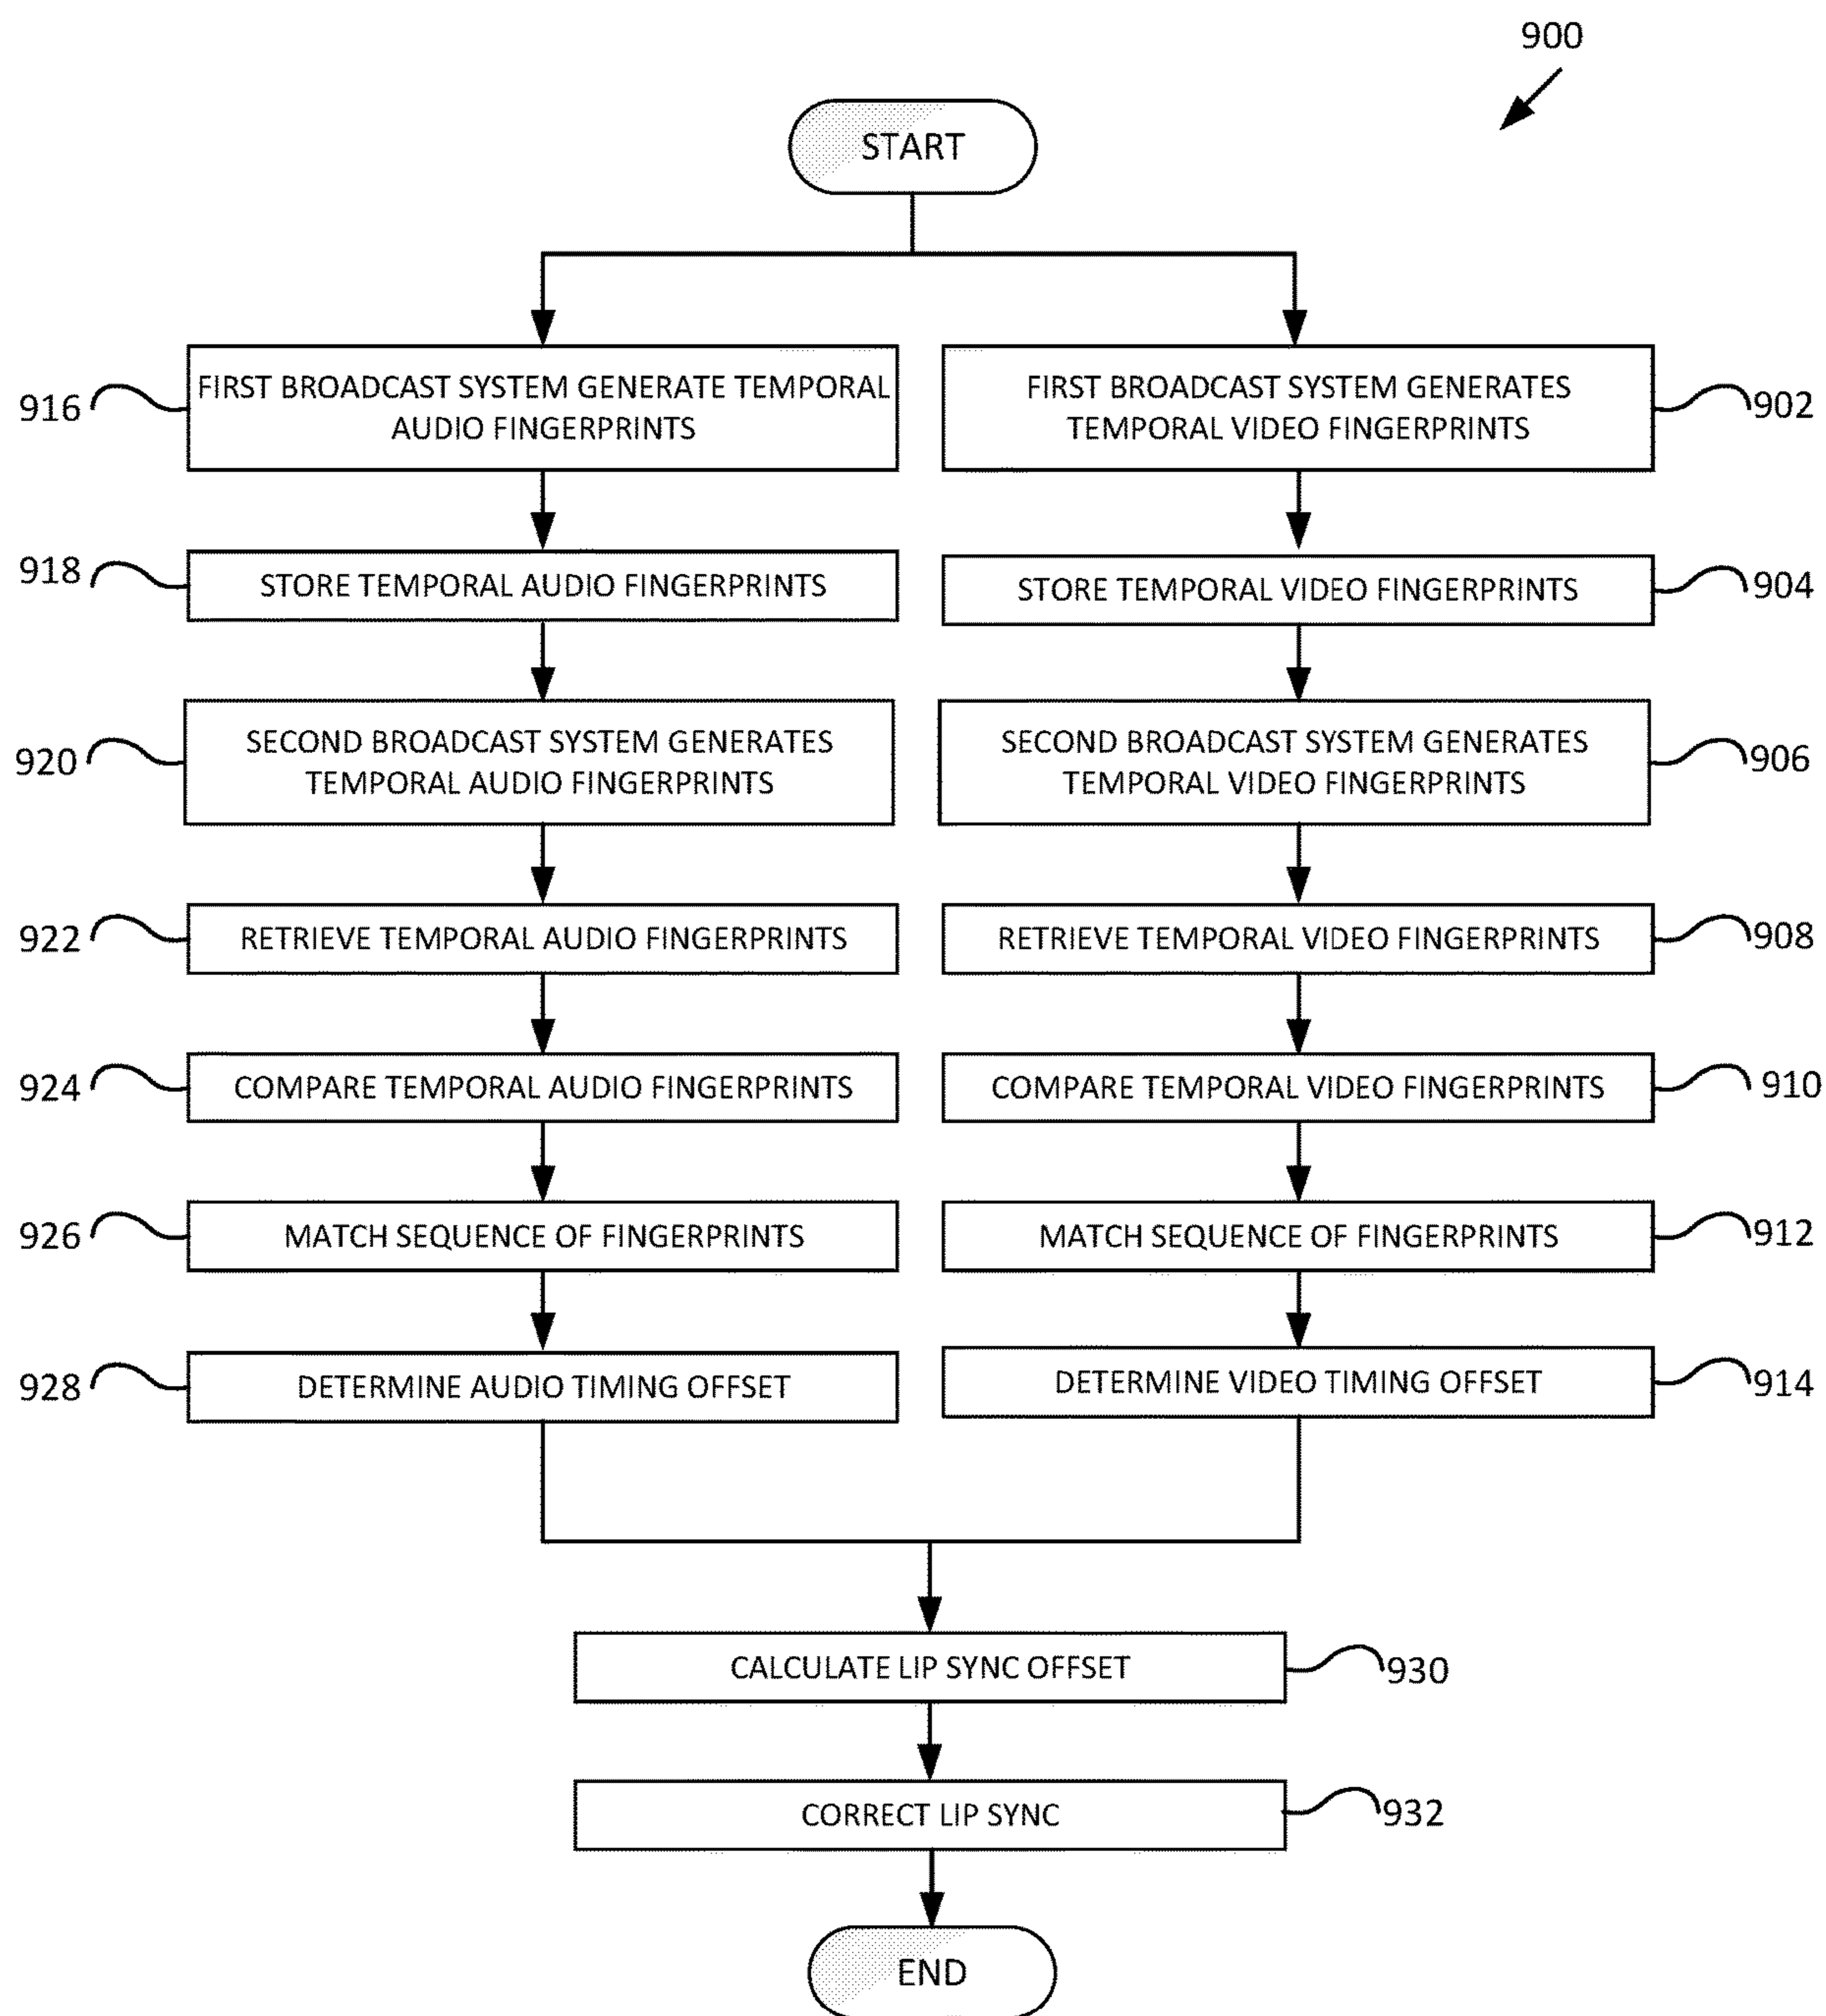 900
START
916
FIRST BROADCAST SYSTEM GENERATE TEMPORAL
AUDIO FINGERPRINTS
FIRST BROADCAST SYSTEM GENERATES
TEMPORAL VIDEO FINGERPRINTS
902
918
STORE TEMPORAL AUDIO FINGERPRINTS
STORE TEMPORAL VIDEO FINGERPRINTS
904
920
SECOND BROADCAST SYSTEM GENERATES
TEMPORAL AUDIO FINGERPRINTS
SECOND BROADCAST SYSTEM GENERATES
TEMPORAL VIDEO FINGERPRINTS
906
922
RETRIEVE TEMPORAL AUDIO FINGERPRINTS
RETRIEVE TEMPORAL VIDEO FINGERPRINTS
908
924
COMPARE TEMPORAL AUDIO FINGERPRINTS
COMPARE TEMPORAL VIDEO FINGERPRINTS
910
926
MATCH SEQUENCE OF FINGERPRINTS
MATCH SEQUENCE OF FINGERPRINTS
912
928
DETERMINE AUDIO TIMING OFFSET
DETERMINE VIDEO TIMING OFFSET
914
CALCULATE LIP SYNC OFFSET
930
CORRECT LIP SYNC
932
END